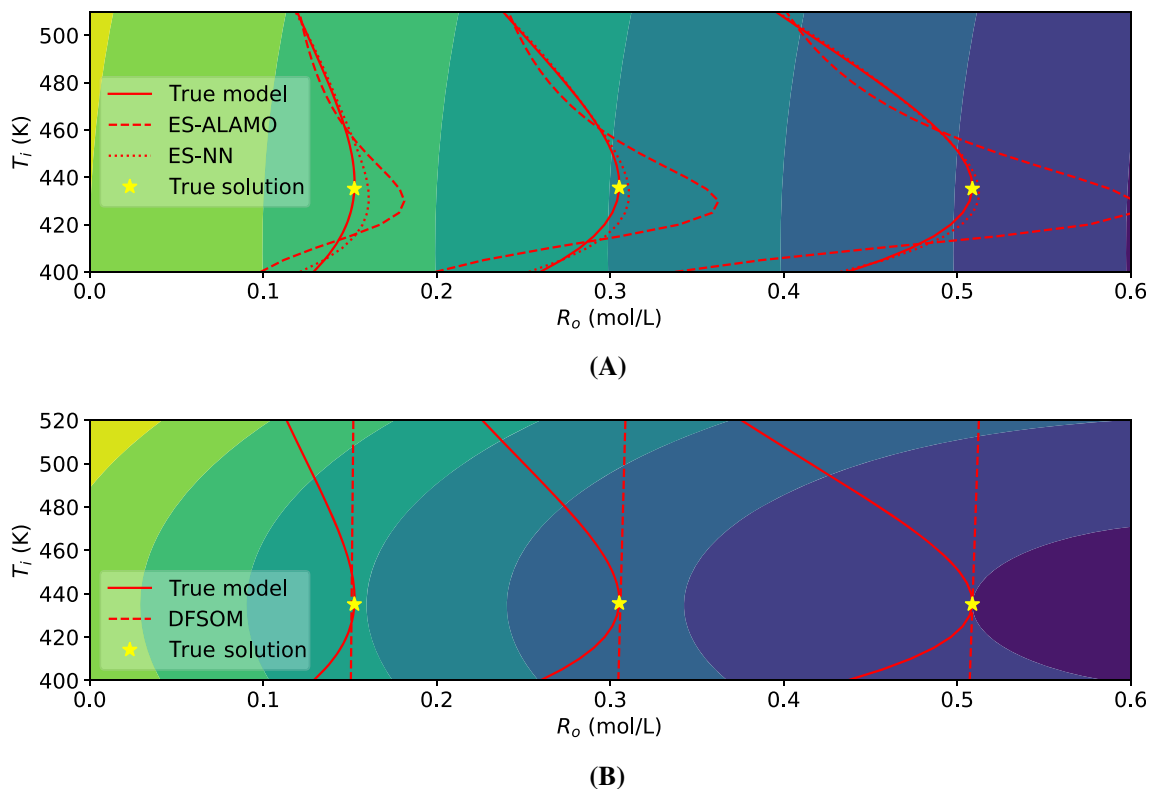 510
480
460
440
420
400
T_i (K)
True model
ES-ALAMO
ES-NN
True solution
0.0 0.1 0.2 0.3 0.4 0.5 0.6
R_o (mol/L)
(A)
520
500
480
460
440
420
400
T_i (K)
True model
DFSOM
True solution
0.0 0.1 0.2 0.3 0.4 0.5 0.6
R_o (mol/L)
(B)